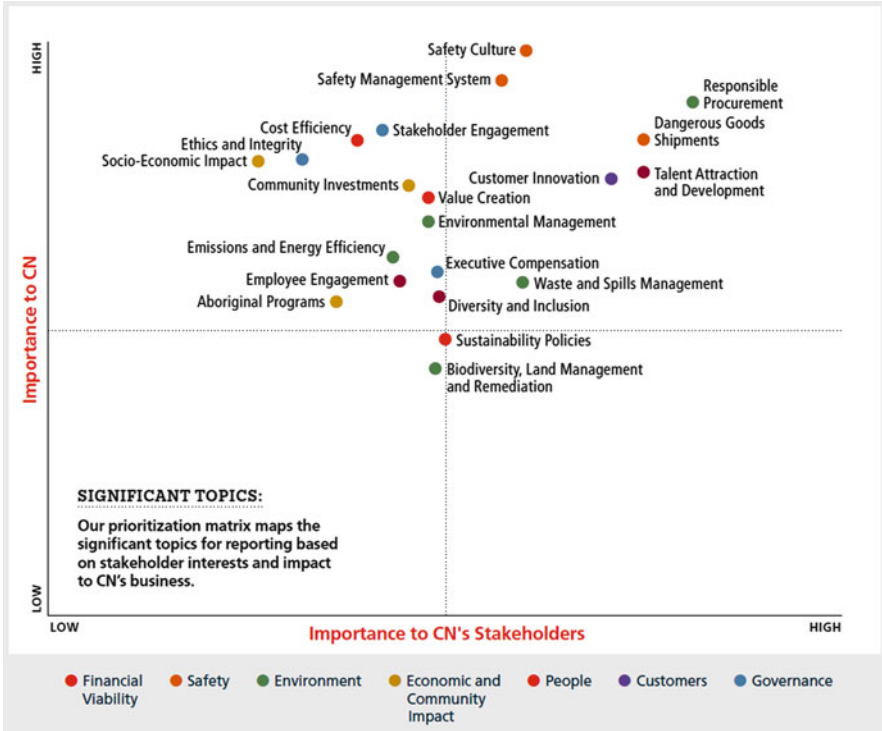 HIGH
Importance to CN
LOW
Safety Culture
Safety Management System
Responsible
Procurement
Cost Efficiency
Stakeholder Engagement
Dangerous Goods
Shipments
Ethics and Integrity
Socio-Economic Impact
Community Investments
Customer Innovation
Talent Attraction
and Development
Value Creation
Environmental Management
Emissions and Energy Efficiency
Executive Compensation
Employee Engagement
Waste and Spills Management
Aboriginal Programs
Diversity and Inclusion
Sustainability Policies
Biodiversity, Land Management
and Remediation
SIGNIFICANT TOPICS:
Our prioritization matrix maps the
significant topics for reporting based
on stakeholder interests and impact
to CN's business.
LOW
Importance to CN's Stakeholders
HIGH
Financial
Viability
Safety
Environment
Economic and
Community
Impact
People
Customers
Governance